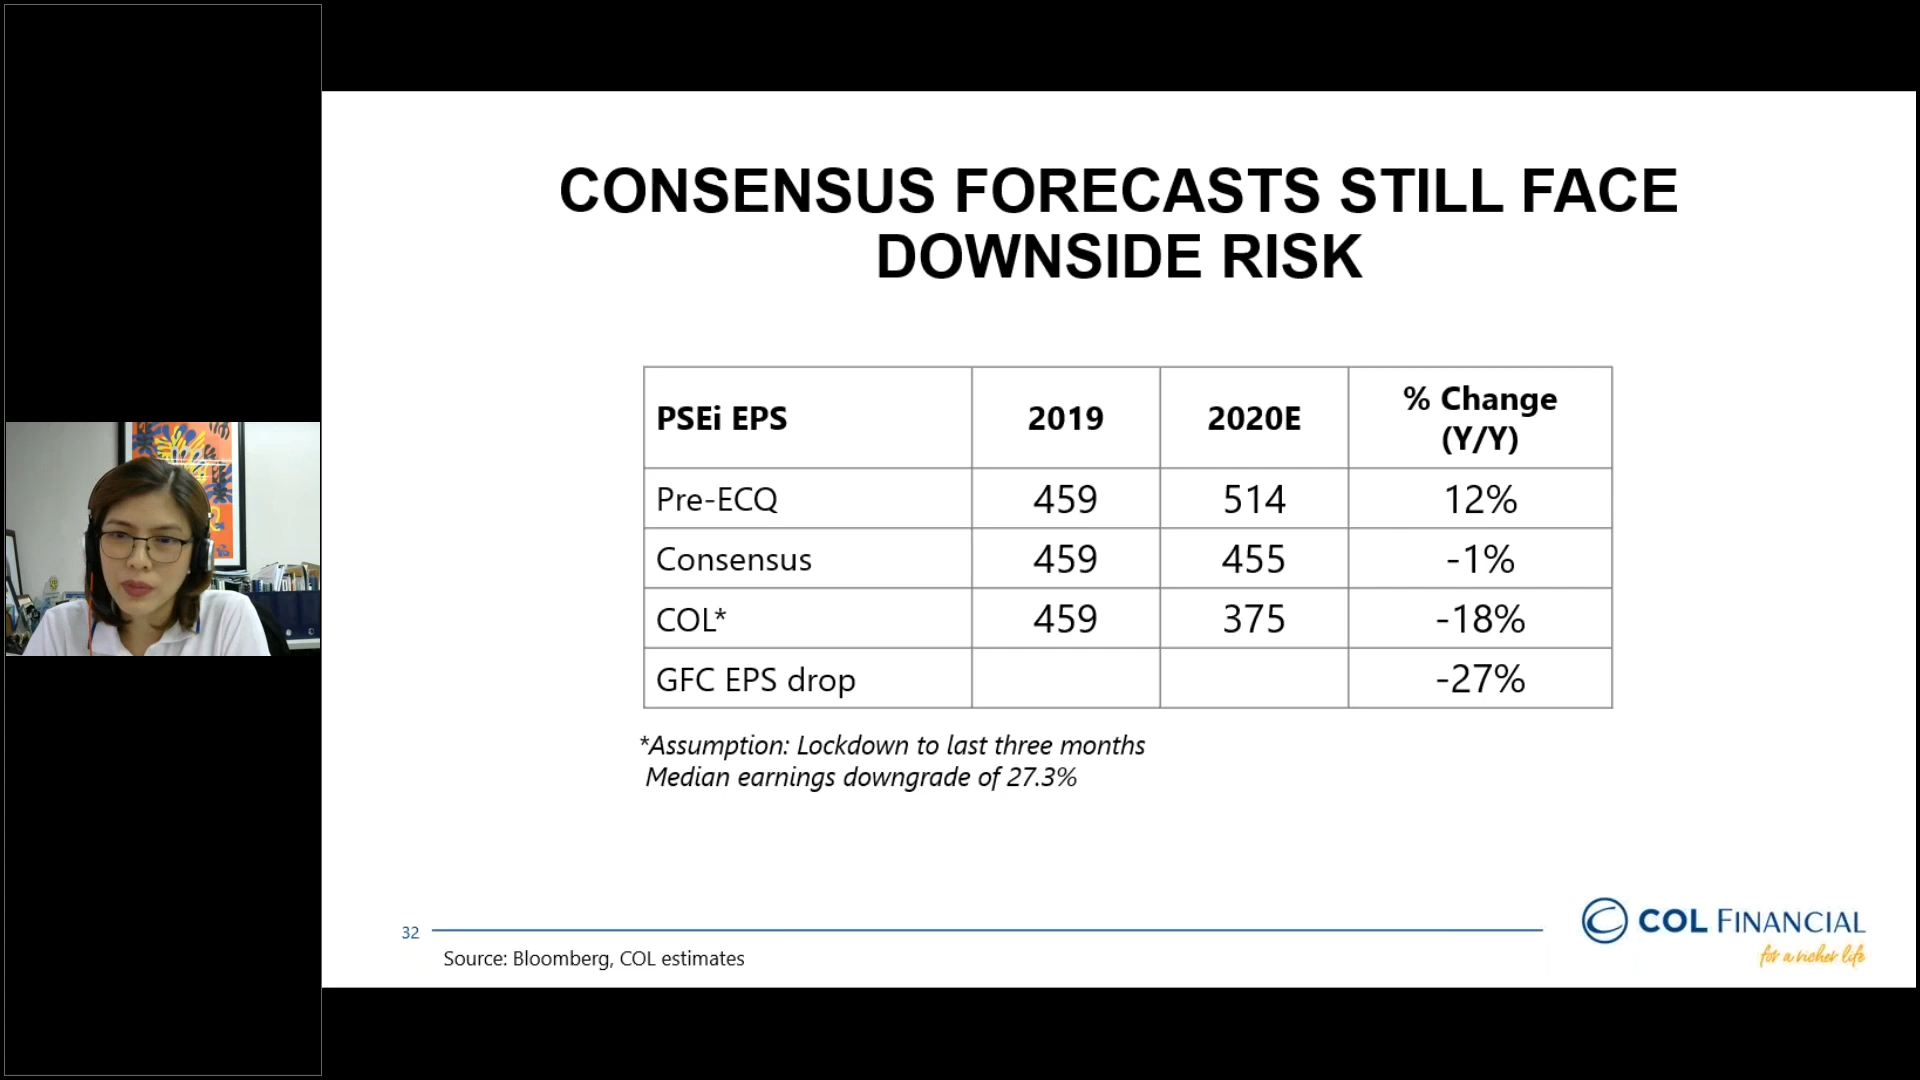 CONSENSUS FORECASTS STILL FACE
DOWNSIDE RISK
PSEi EPS 2019 2020E % Change (Y/Y)
Pre-ECQ 459 514 12%
Consensus 459 455 -1%
COL* 459 375 -18%
GFC EPS drop -27%
*Assumption: Lockdown to last three months
Median earnings downgrade of 27.3%
32
Source: Bloomberg, COL estimates
COL FINANCIAL
for a richer life